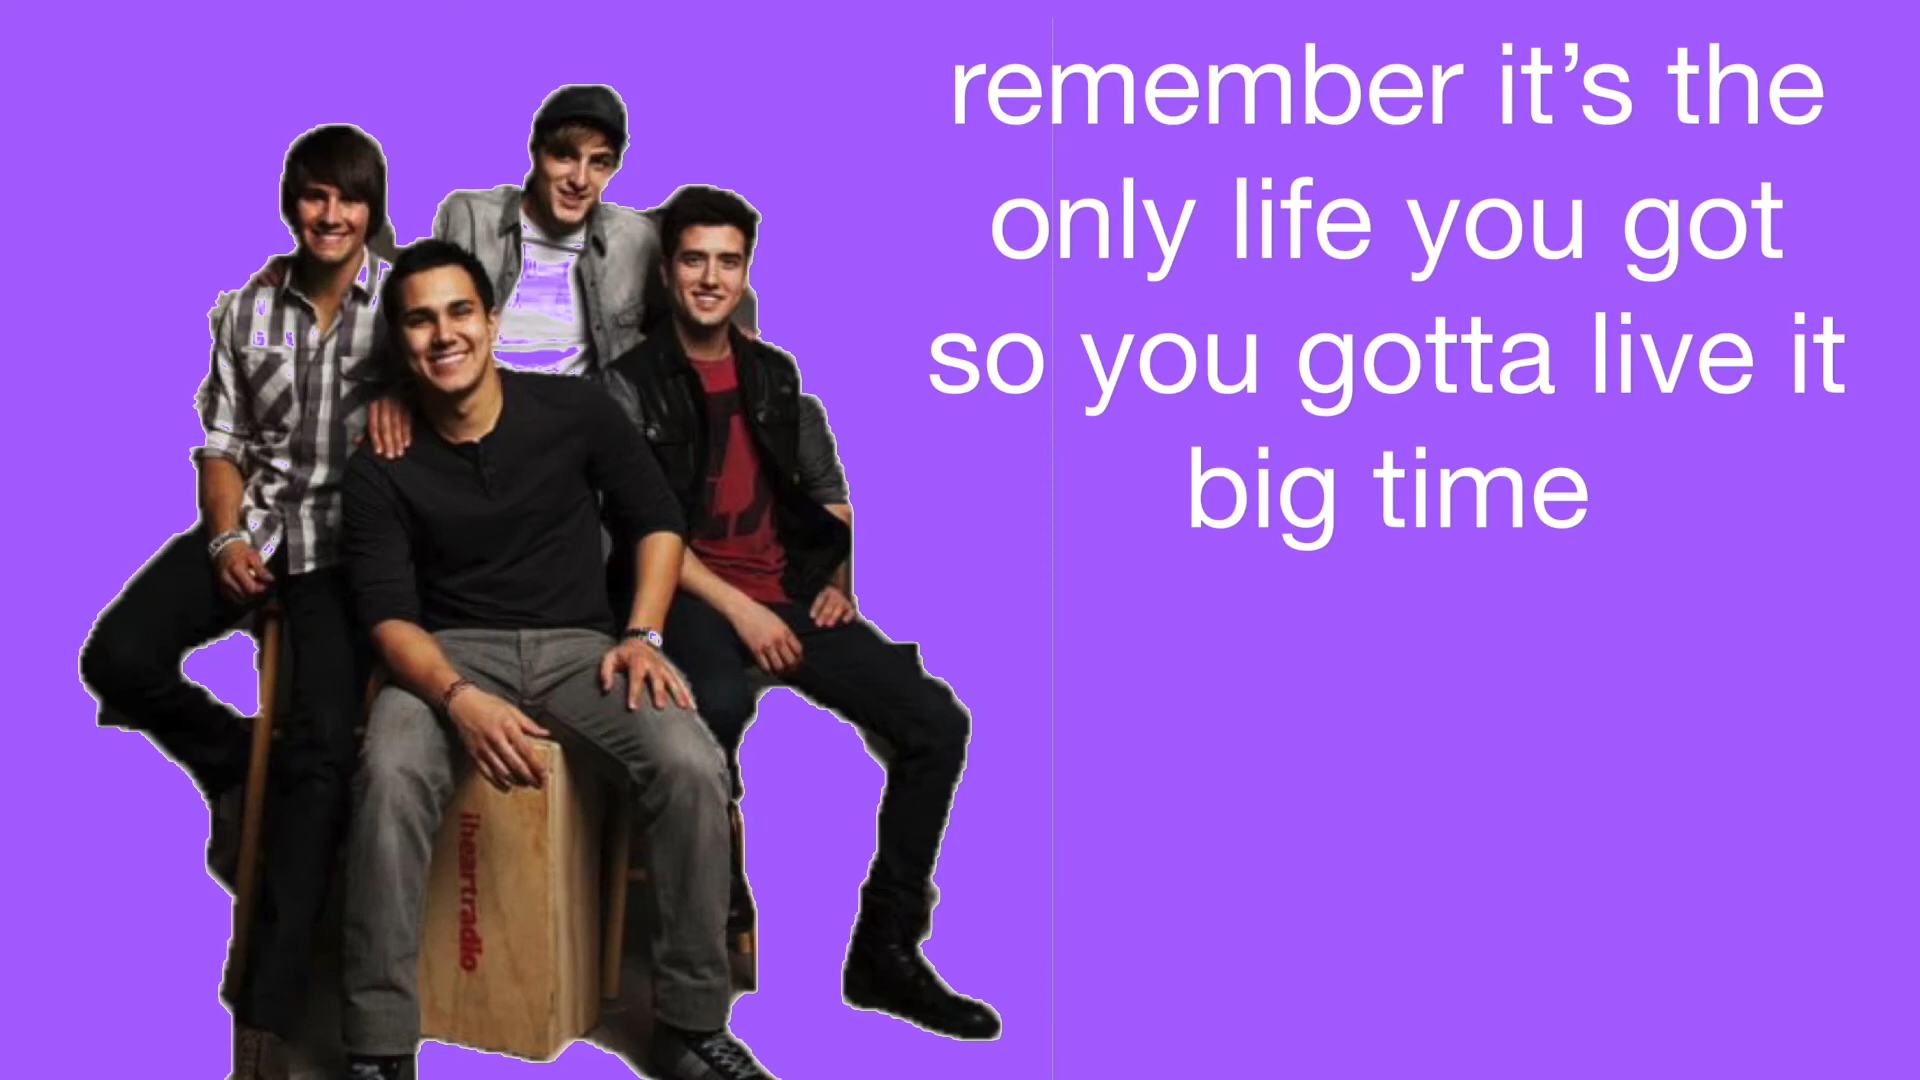 remember it’s the
only life you got
so you gotta live it
big time
iheartradio